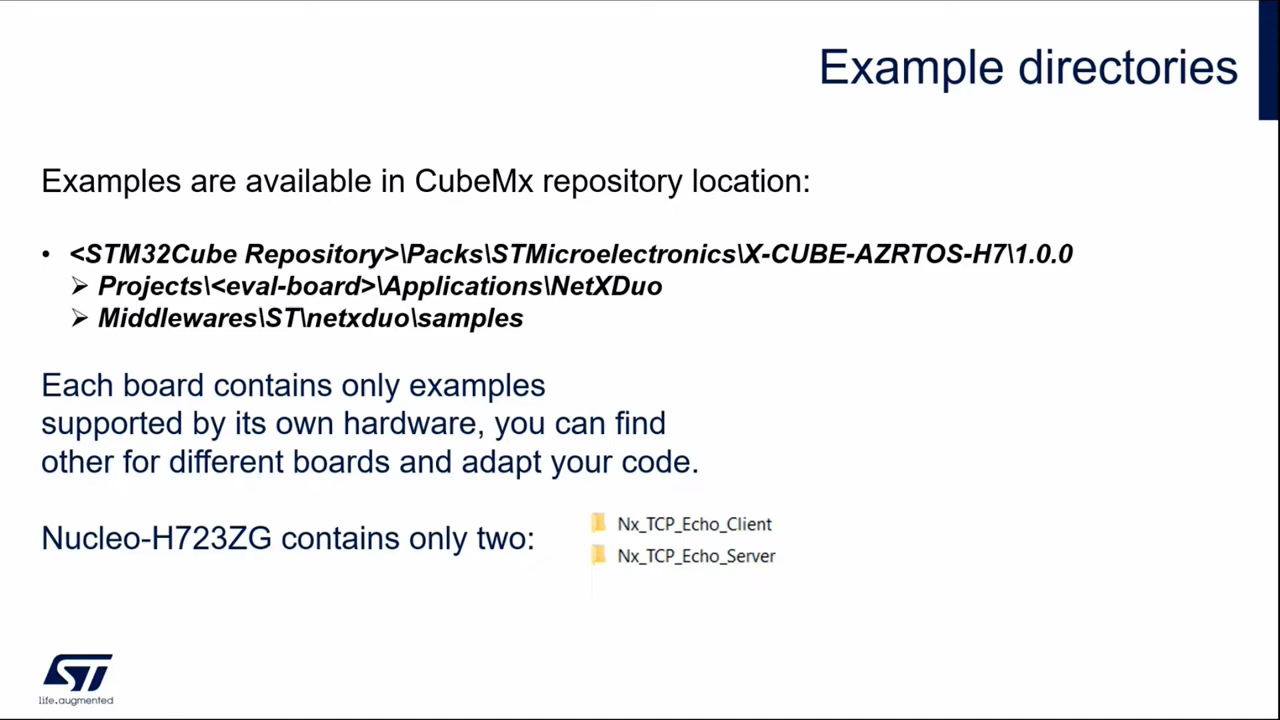 Example directories
Examples are available in CubeMx repository location:
• <STM32Cube Repository>\Packs\STMicroelectronics\X-CUBE-AZRTOS-H7\1.0.0
➢ Projects\<eval-board>\Applications\NetXDuo
➢ Middlewares\ST\netxduo\samples
Each board contains only examples
supported by its own hardware, you can find
other for different boards and adapt your code.
Nucleo-H723ZG contains only two:
Nx_TCP_Echo_Client
Nx_TCP_Echo_Server
ST
life.augmented